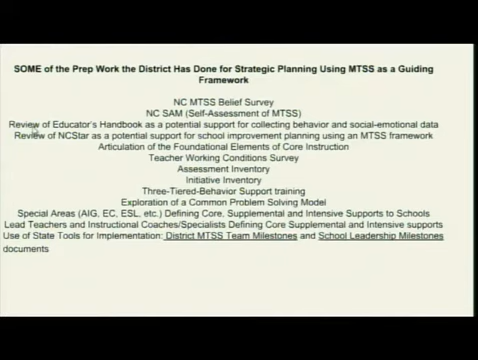 SOME of the Prep Work the District Has Done for Strategic Planning Using MTSS as a Guiding
Framework
NC MTSS Belief Survey
NC SAM (Self-Assessment of MTSS)
Review of Educator's Handbook as a potential support for collecting behavior and social-emotional data
Review of NCStar as a potential support for school improvement planning using an MTSS framework
Articulation of the Foundational Elements of Core Instruction
Teacher Working Conditions Survey
Assessment Inventory
Initiative Inventory
Three-Tiered-Behavior Support training
Exploration of a Common Problem Solving Model
Special Areas (AIG, EC, ESL, etc.) Defining Core, Supplemental and Intensive Supports to Schools
Lead Teachers and Instructional Coaches/Specialists Defining Core Supplemental and Intensive supports
Use of State Tools for Implementation: District MTSS Team Milestones and School Leadership Milestones
documents